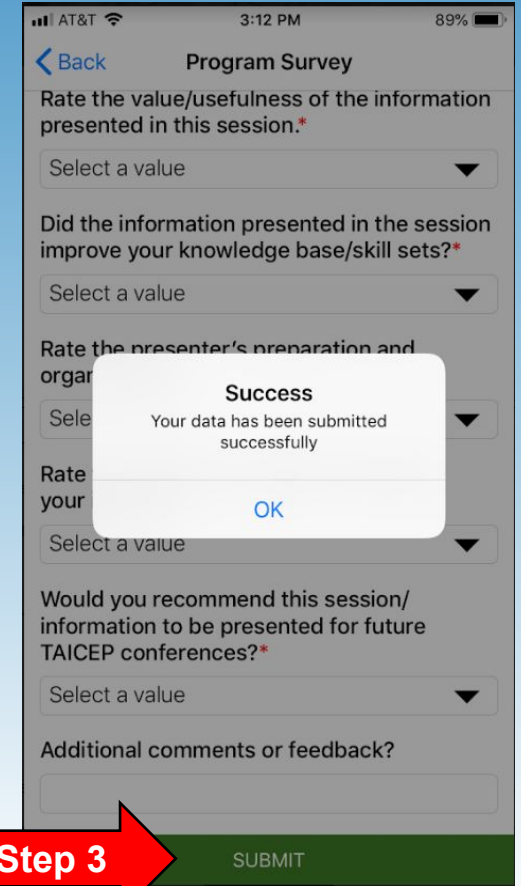 AT&T 3:12 PM 89%
Back Program Survey
Rate the value/usefulness of the information
presented in this session.*
Select a value
Did the information presented in the session
improve your knowledge base/skill sets?*
Select a value
Rate the presenter's preparation and
organ
Sele
Success
Your data has been submitted
successfully
OK
Rate
your
Select a value
Would you recommend this session/
information to be presented for future
TAICEP conferences?*
Select a value
Additional comments or feedback?
Step 3
SUBMIT